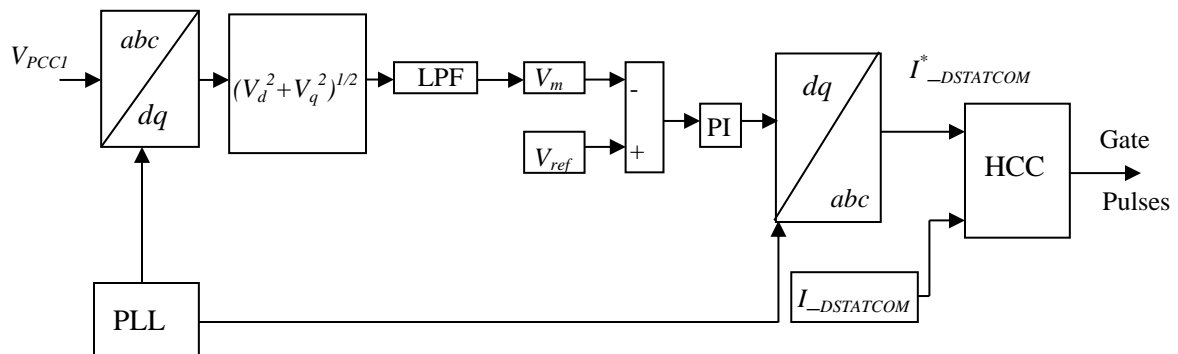 V_PCC1
abc
dq
(V_d^2+V_q^2)^1/2
LPF
V_m
V_ref
-
+
PI
dq
abc
I^*_DSTATCOM
HCC
Gate
Pulses
I_DSTATCOM
PLL